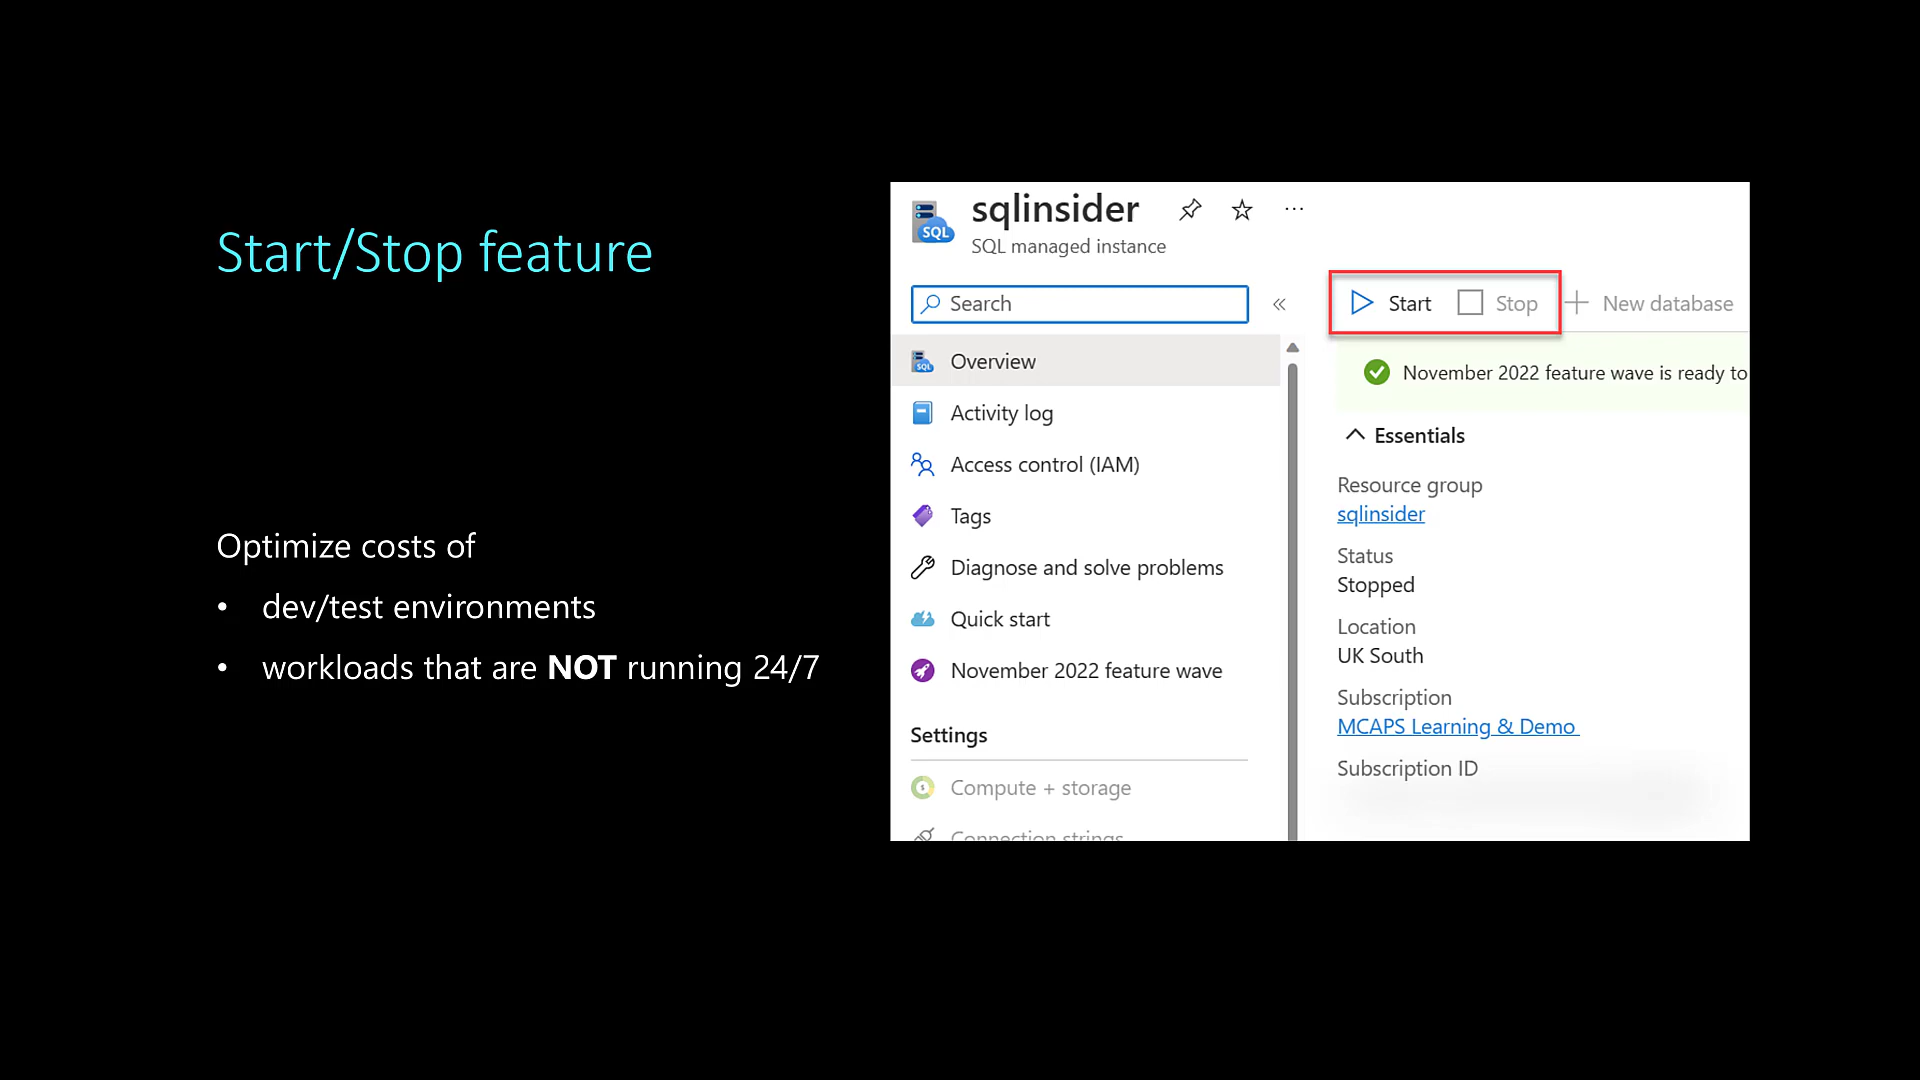 Start/Stop feature
Optimize costs of
• dev/test environments
• workloads that are NOT running 24/7
sqlinsider
SQL
SQL managed instance
Search
Overview
Activity log
Access control (IAM)
Tags
Diagnose and solve problems
Quick start
November 2022 feature wave
Settings
Compute + storage
Connection strings
Start Stop New database
November 2022 feature wave is ready to
Essentials
Resource group
sqlinsider
Status
Stopped
Location
UK South
Subscription
MCAPS Learning & Demo
Subscription ID